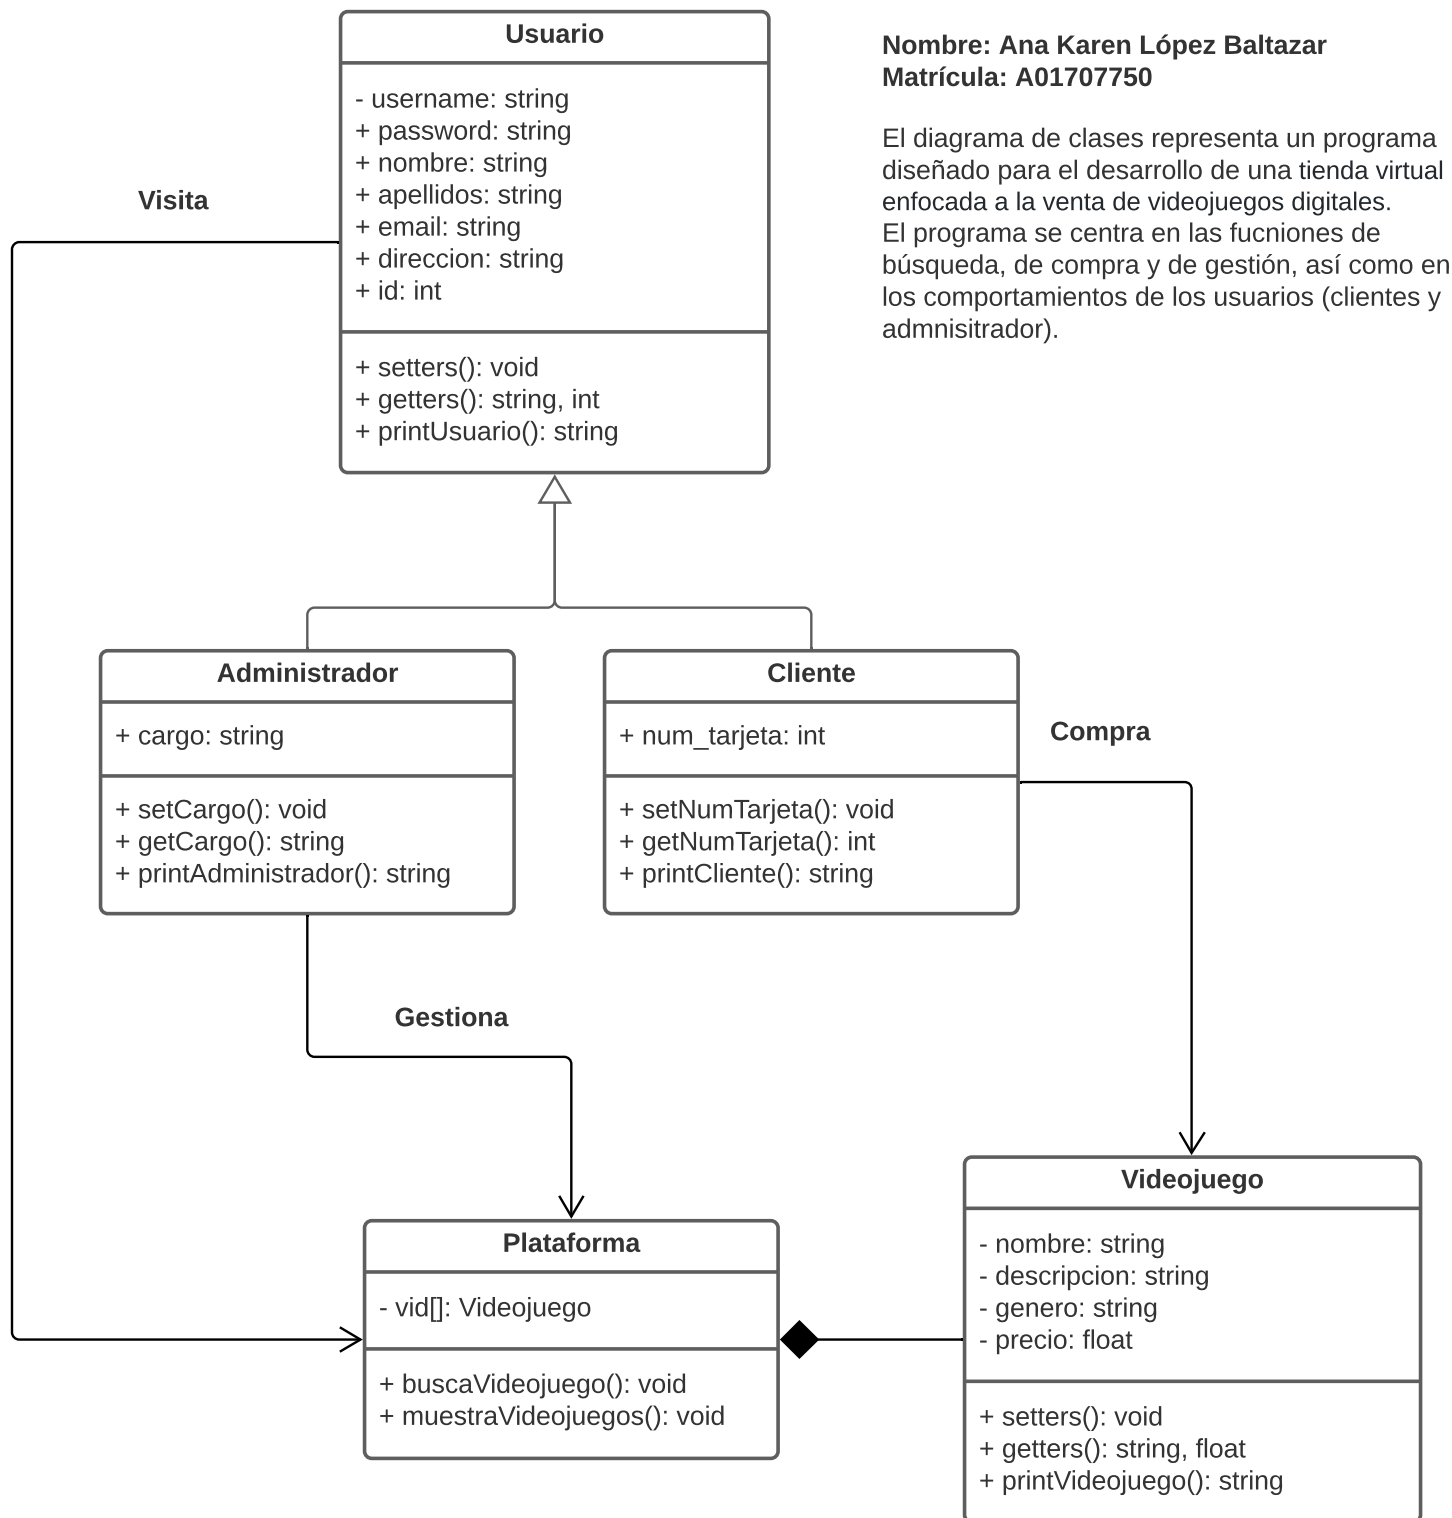 Usuario
- username: string
+ password: string
+ nombre: string
+ apellidos: string
+ email: string
+ direccion: string
+ id: int
+ setters(): void
+ getters(): string, int
+ printUsuario(): string
Nombre: Ana Karen López Baltazar
Matrícula: A01707750
El diagrama de clases representa un programa
diseñado para el desarrollo de una tienda virtual
enfocada a la venta de videojuegos digitales.
El programa se centra en las fucniones de
búsqueda, de compra y de gestión, así como en
los comportamientos de los usuarios (clientes y
admnisitrador).
Visita
Administrador
+ cargo: string
+ setCargo(): void
+ getCargo(): string
+ printAdministrador(): string
Cliente
+ num_tarjeta: int
+ setNumTarjeta(): void
+ getNumTarjeta(): int
+ printCliente(): string
Compra
Gestiona
Plataforma
- vid[]: Videojuego
+ buscaVideojuego(): void
+ muestraVideojuegos(): void
Videojuego
- nombre: string
- descripcion: string
- genero: string
- precio: float
+ setters(): void
+ getters(): string, float
+ printVideojuego(): string